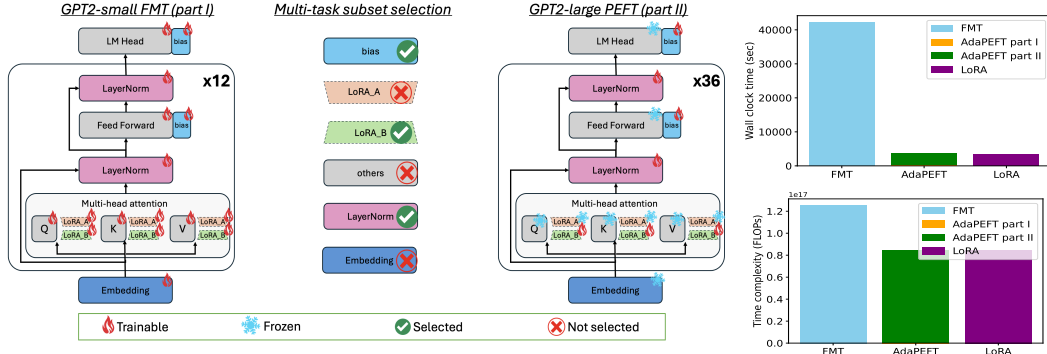 GPT2-small FMT (part I)
LM Head
bias
x12
LayerNorm
Feed Forward
bias
LayerNorm
Multi-head attention
Q
LoRA_A
LoRA_B
K
LoRA_A
LoRA_B
V
LoRA_A
LoRA_B
Embedding
Multi-task subset selection
bias
LoRA_A
LoRA_B
others
LayerNorm
Embedding
GPT2-large PEFT (part II)
LM Head
bias
x36
LayerNorm
Feed Forward
bias
LayerNorm
Multi-head attention
Q
LoRA_A
LoRA_B
K
LoRA_A
LoRA_B
V
LoRA_A
LoRA_B
Embedding
Trainable
Frozen
Selected
Not selected
Wall clock time (sec)
40000
30000
20000
10000
0
FMT
AdaPEFT part I
AdaPEFT part II
LoRA
FMT
AdaPEFT
LoRA
1e17
Time complexity (FLOPs)
1.2
1.0
0.8
0.6
0.4
0.2
0.0
FMT
AdaPEFT part I
AdaPEFT part II
LoRA
FMT
AdaPEFT
LoRA